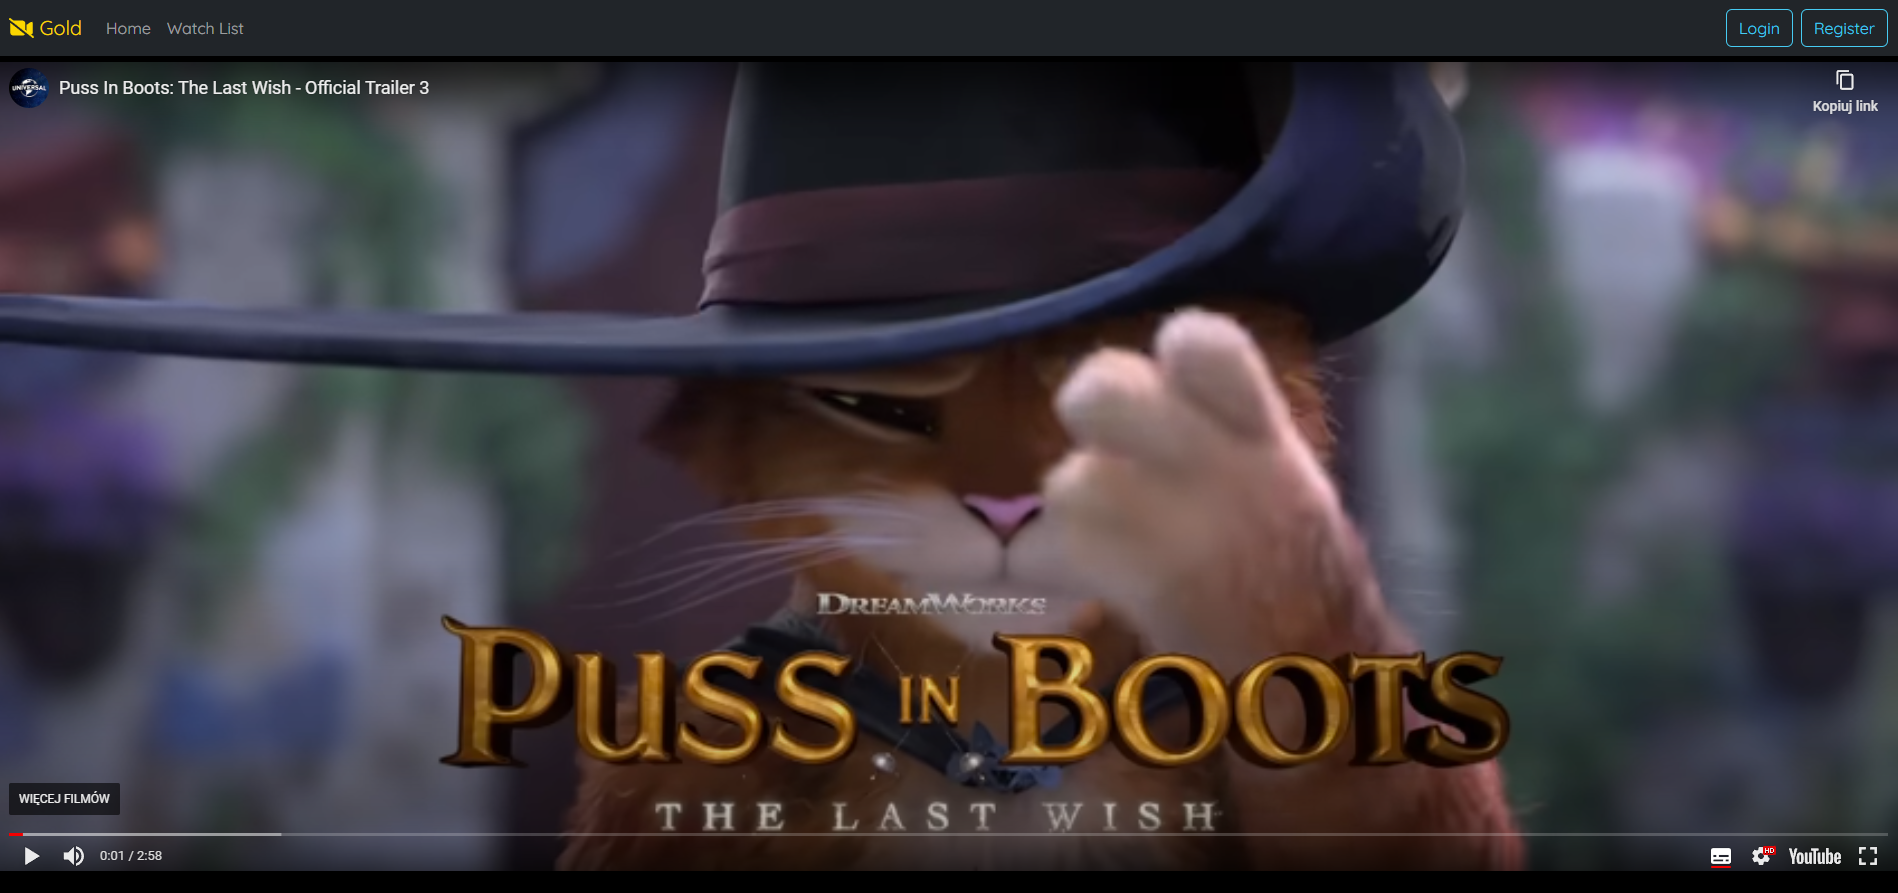 Gold Home Watch List Login Register
UNIVERSAL
Puss In Boots: The Last Wish - Official Trailer 3
Kopiuj link
DREAMWORKS
PUSS IN BOOTS
THE LAST WISH
WIĘCEJ FILMÓW
0:01 / 2:58
HD
YouTube